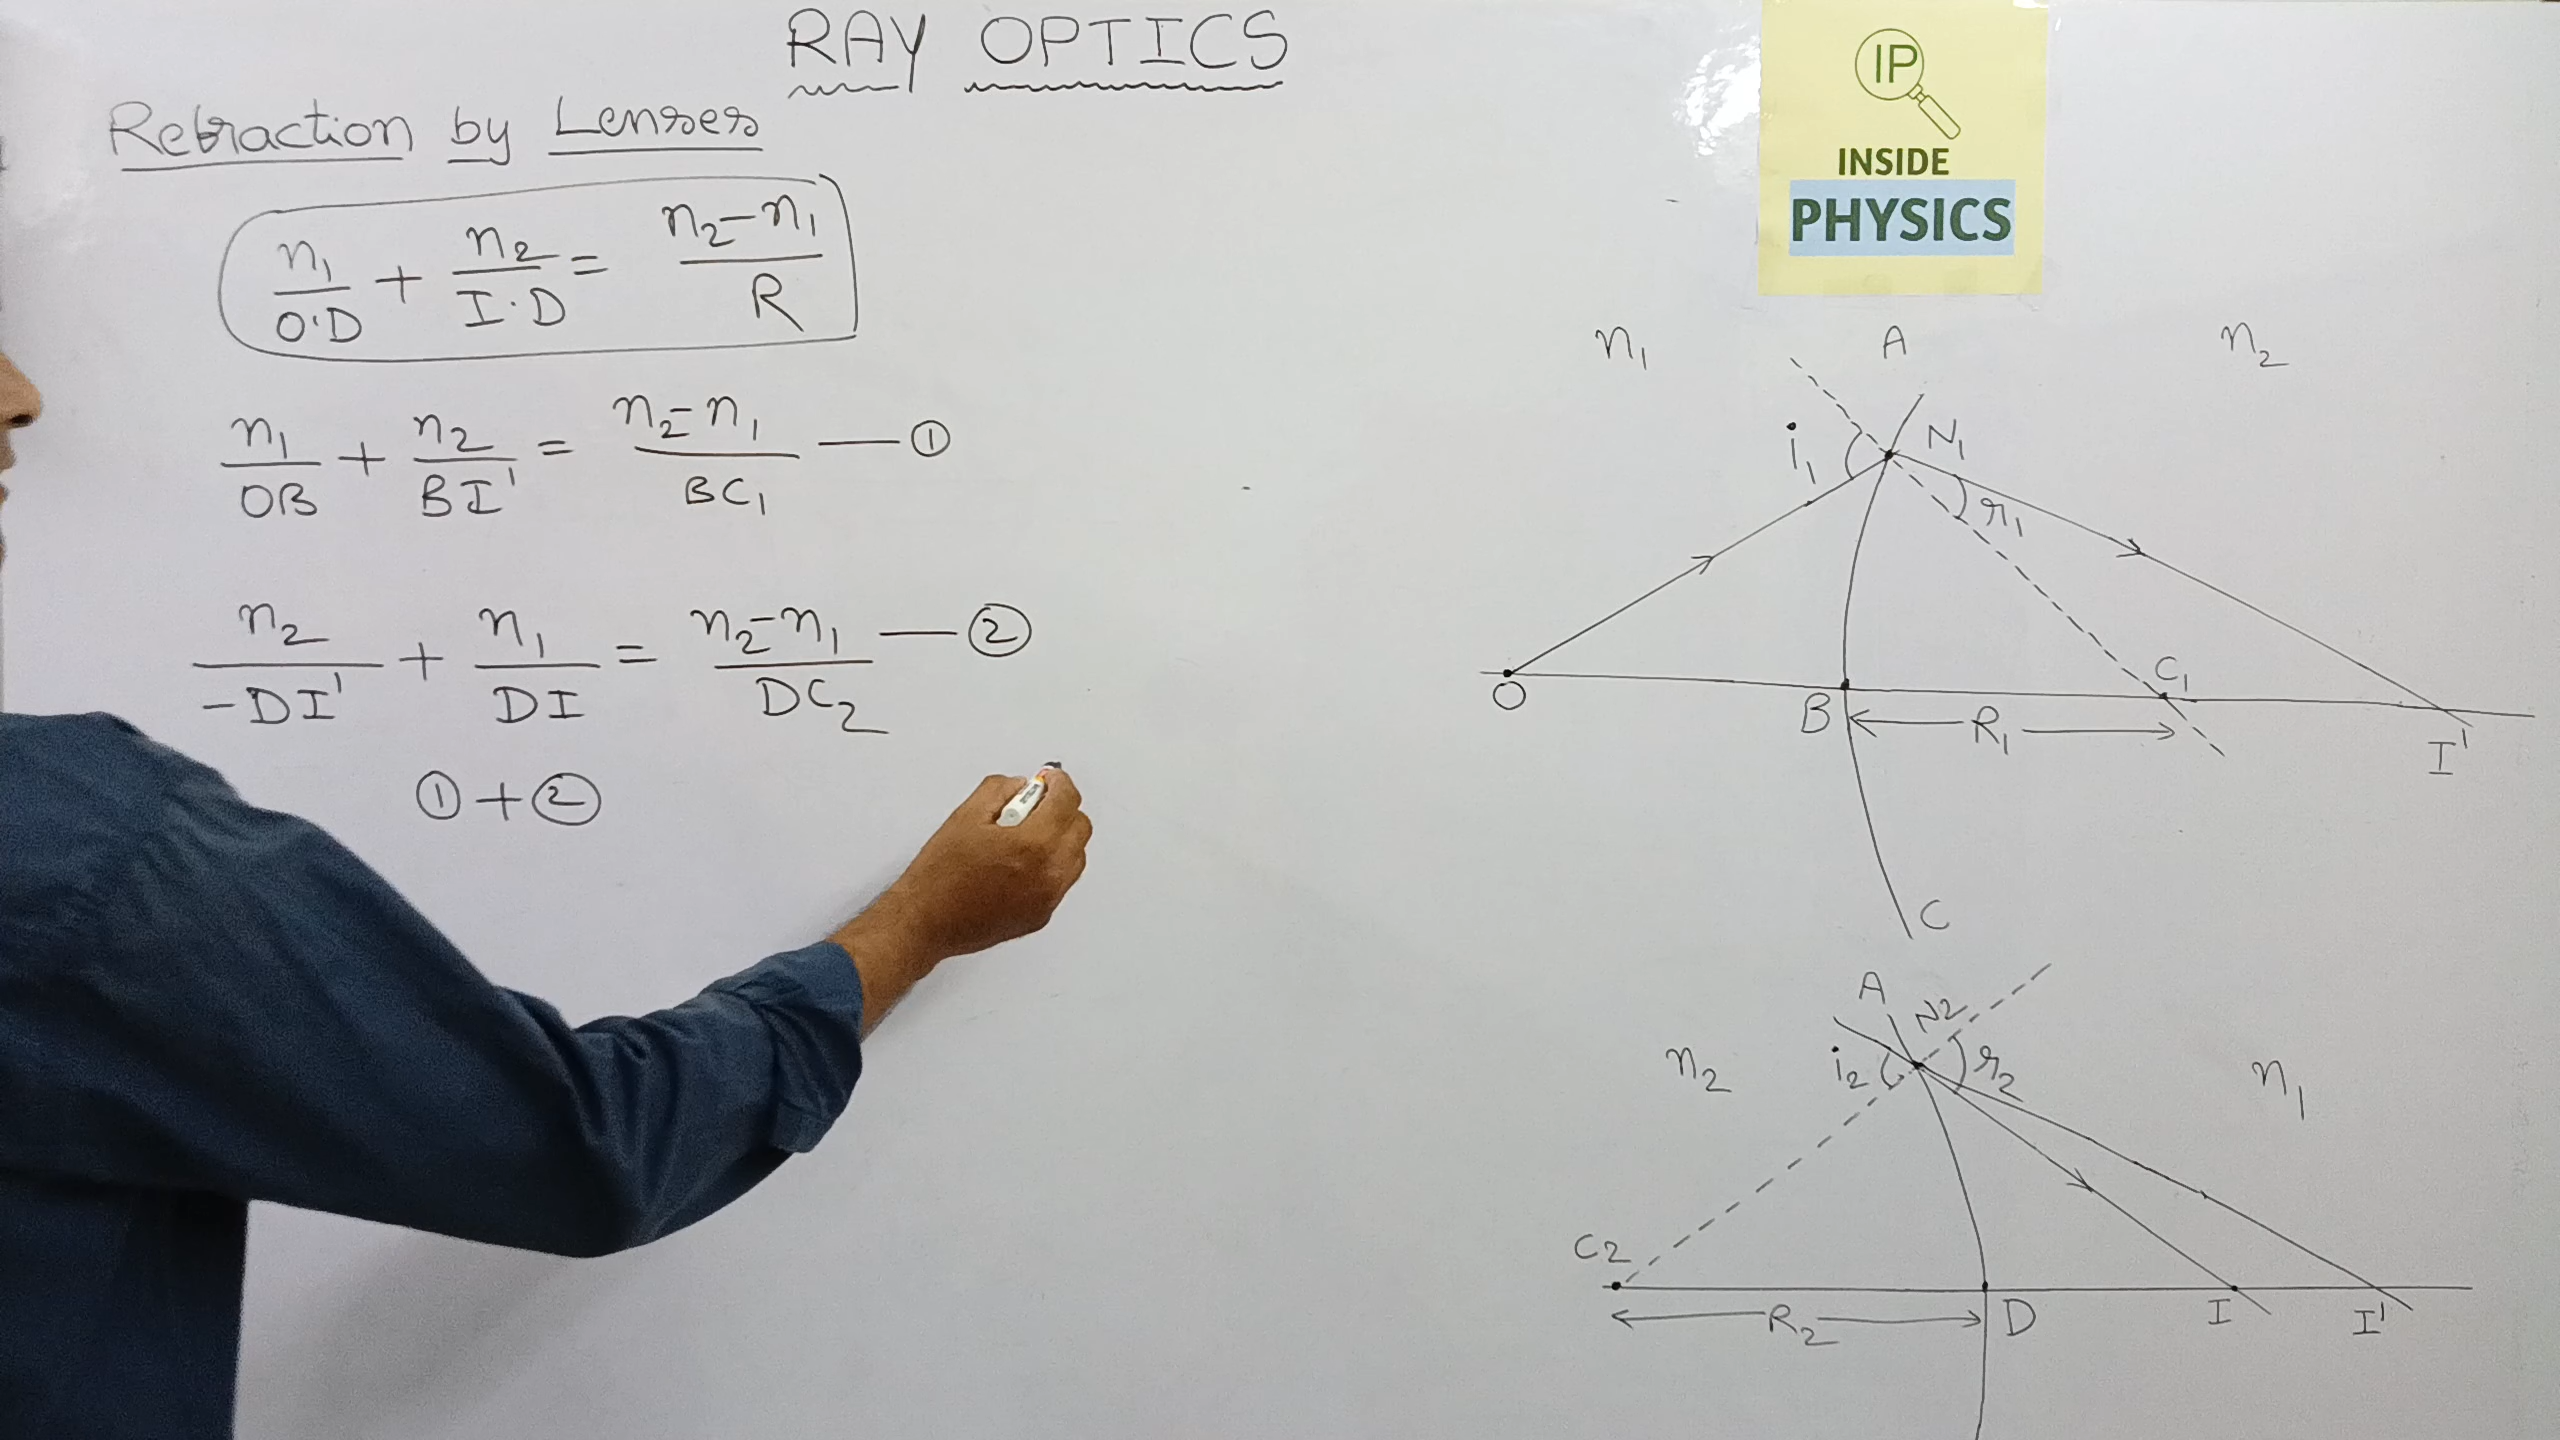 RAY OPTICS
Refraction by Lenses
n₁/O·D + n₂/I·D = n₂-n₁/R
n₁/OB + n₂/BI' = n₂-n₁/BC₁ — ①
n₂/-DI' + n₁/DI = n₂-n₁/DC₂ — ②
① + ②
IP
INSIDE
PHYSICS
n₁ A n₂
i₁ N₁
r₁
O B C₁
R₁ I'
C
A N2
n₂ i₂ r₂ n₁
C2
R₂ D I I'